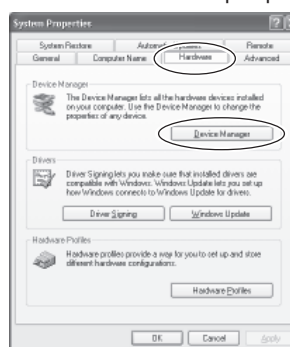 System Properties
System Restore
Remote
General
Computer Name
Hardware
Advanced
Device Manager
The Device Manager lists all the hardware devices installed
on your computer. Use the Device Manager to change the
properties of any device.
Device Manager
Drivers
Driver Signing lets you make sure that installed drivers are
compatible with Windows. Windows Update lets you set up
how Windows connects to Windows Update for drivers.
Driver Signing
Windows Update
Hardware Profiles
Hardware profiles provide a way for you to set up and store
different hardware configurations.
Hardware Profiles
OK
Cancel
Apply